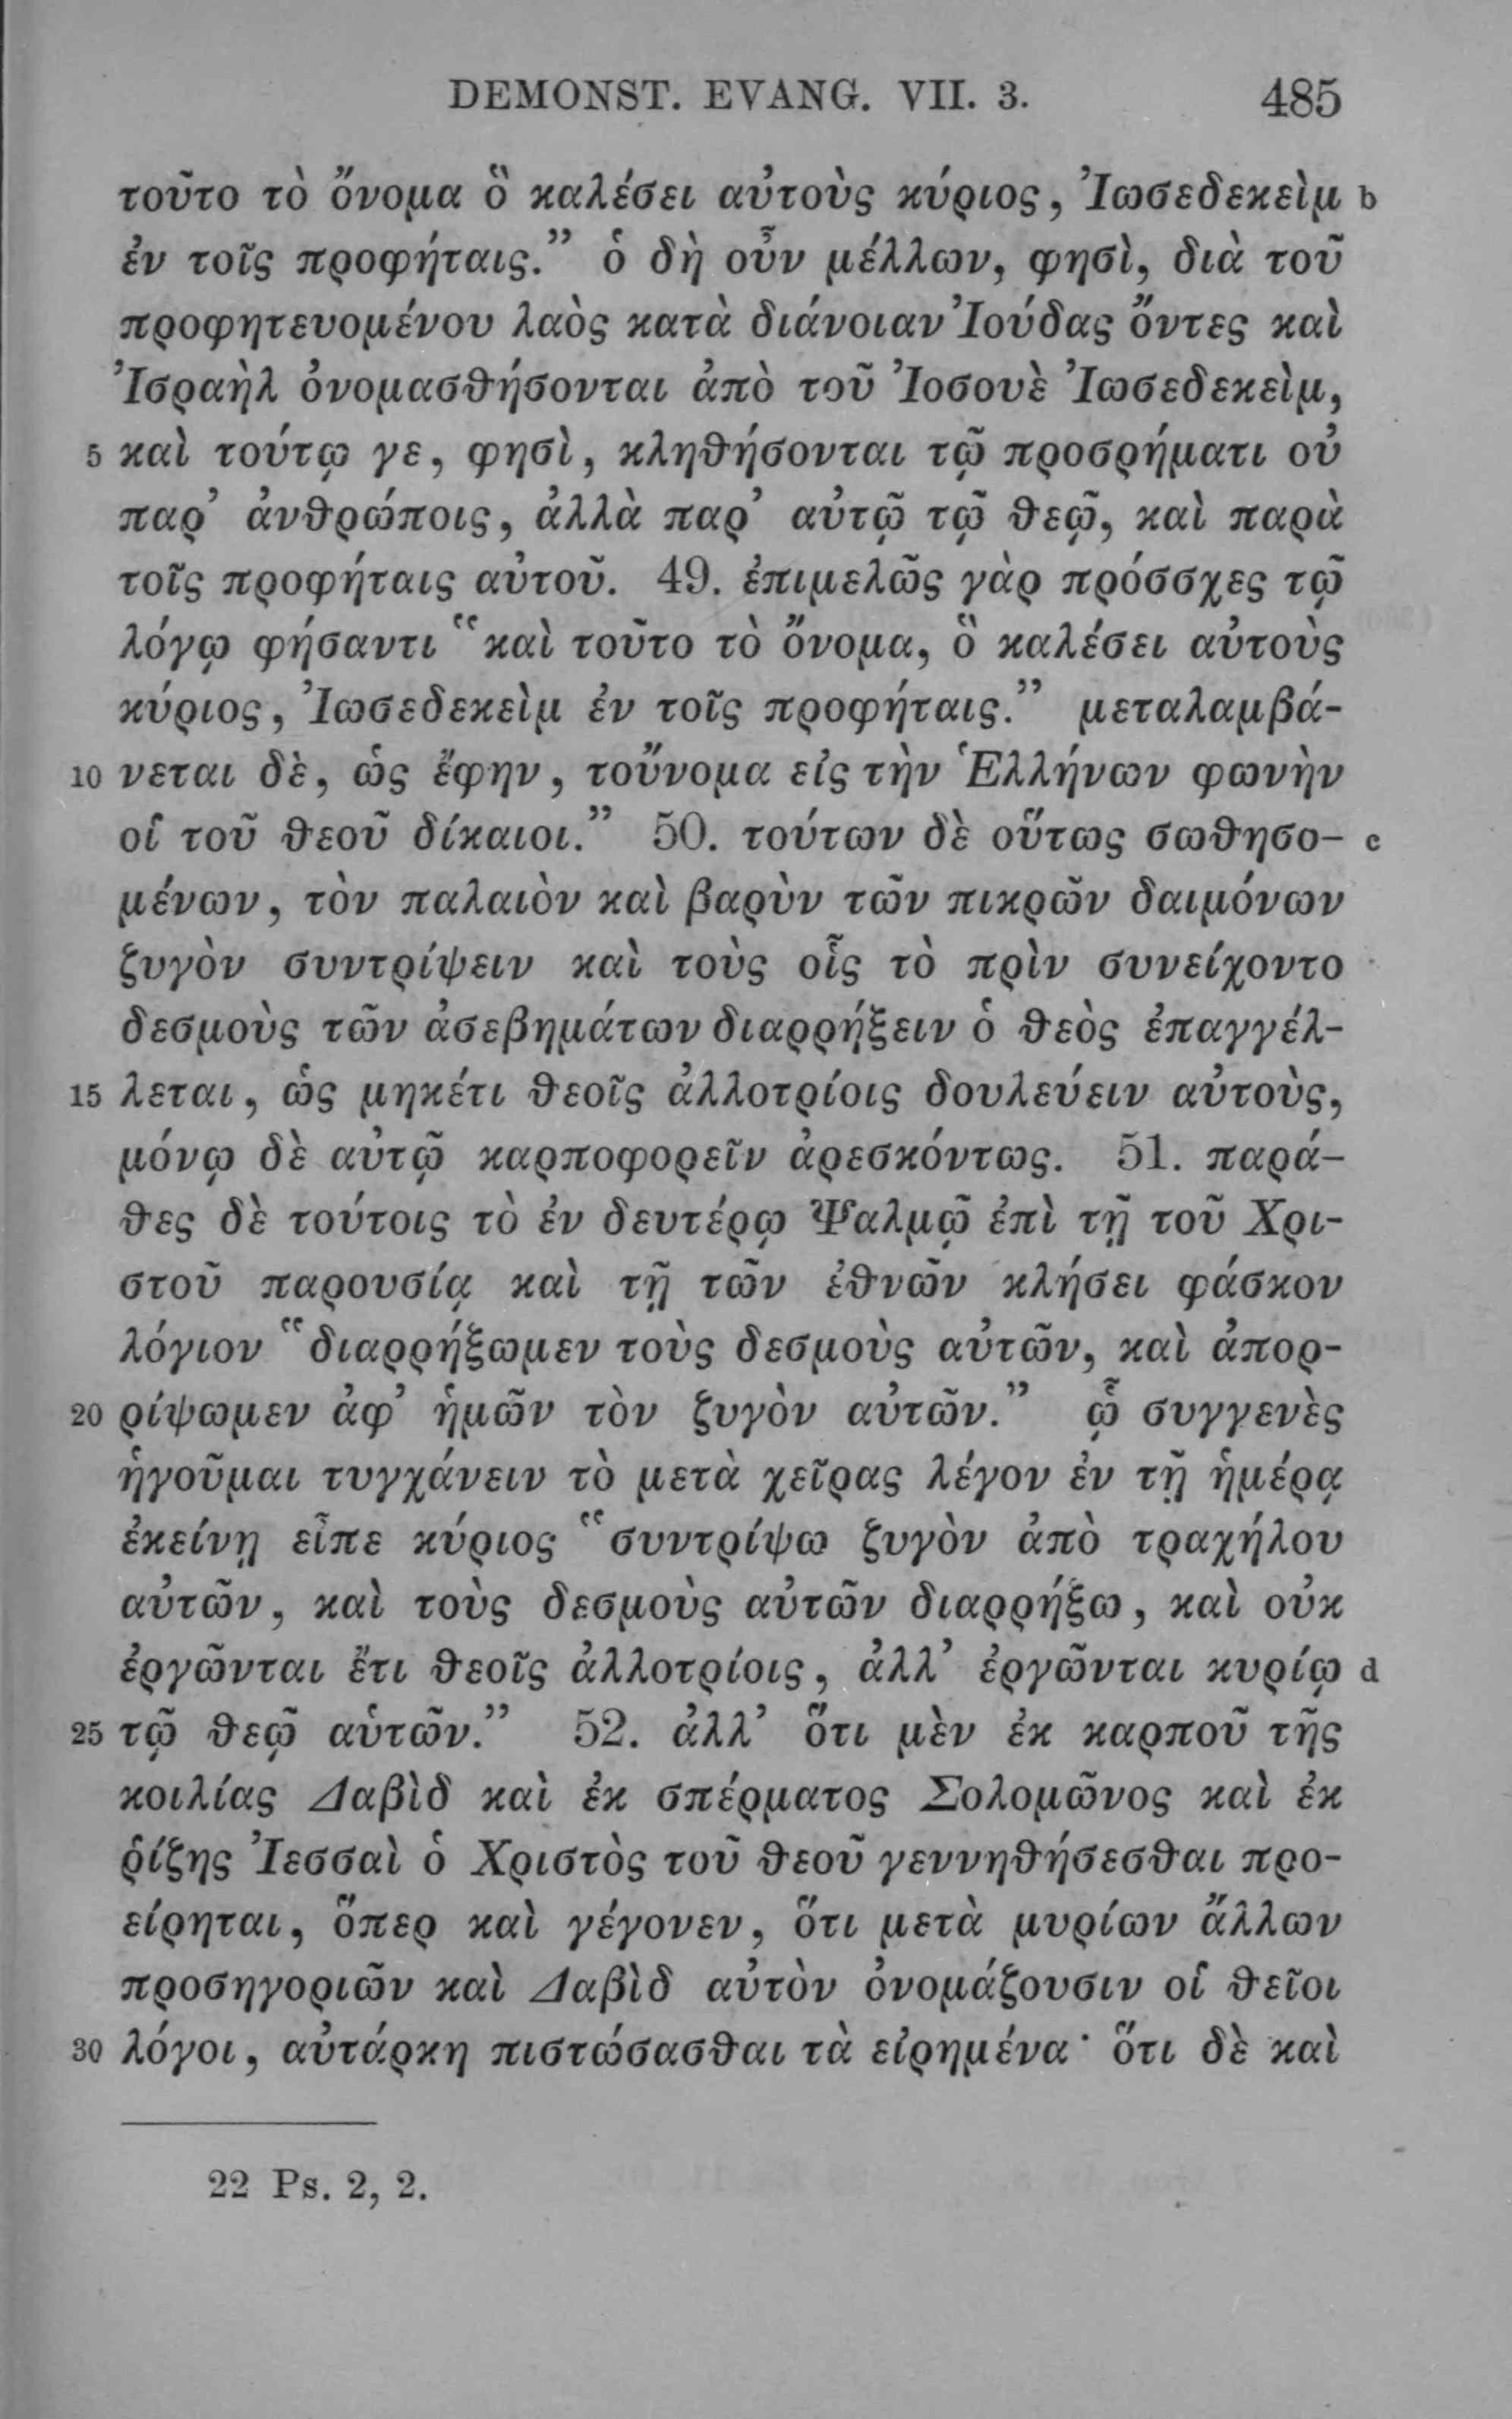 DEMONST. EVANG. VII. 3. 485
τοῦτο τὸ ὄνομα ὃ καλέσει αὐτοὺς κύριος, Ἰωσεδεκεὶμ b
ἐν τοῖς προφήταις.” ὁ δὴ οὖν μέλλων, φησὶ, διὰ τοῦ
προφητευομένου λαὸς κατὰ διάνοιαν Ἰούδας ὄντες καὶ
Ἰσραὴλ ὀνομασθήσονται ἀπὸ τοῦ Ἰοσουὲ Ἰωσεδεκεὶμ,
5 καὶ τούτῳ γε, φησὶ, κληθήσονται τῷ προσρήματι οὐ
παρ’ ἀνθρώποις, ἀλλὰ παρ’ αὐτῷ τῷ θεῷ, καὶ παρὰ
τοῖς προφήταις αὐτοῦ. 49. ἐπιμελῶς γὰρ πρόσσχες τῷ
λόγῳ φήσαντι “καὶ τοῦτο τὸ ὄνομα, ὃ καλέσει αὐτοὺς
κύριος, Ἰωσεδεκεὶμ ἐν τοῖς προφήταις.” μεταλαμβά-
10 νεται δὲ, ὡς ἔφην, τοὔνομα εἰς τὴν Ἑλλήνων φωνὴν
οἱ τοῦ θεοῦ δίκαιοι.” 50. τούτων δὲ οὕτως σωθησο- c
μένων, τὸν παλαιὸν καὶ βαρὺν τῶν πικρῶν δαιμόνων
ζυγὸν συντρίψειν καὶ τοὺς οἷς τὸ πρὶν συνείχοντο
δεσμοὺς τῶν ἀσεβημάτων διαρρήξειν ὁ θεὸς ἐπαγγέλ-
15 λεται, ὡς μηκέτι θεοῖς ἀλλοτρίοις δουλεύειν αὐτοὺς,
μόνῳ δὲ αὐτῷ καρποφορεῖν ἀρεσκόντως. 51. παρά-
θες δὲ τούτοις τὸ ἐν δευτέρῳ Ψαλμῷ ἐπὶ τῇ τοῦ Χρι-
στοῦ παρουσίᾳ καὶ τῇ τῶν ἐθνῶν κλήσει φάσκον
λόγιον “διαρρήξωμεν τοὺς δεσμοὺς αὐτῶν, καὶ ἀπορ-
20 ρίψωμεν ἀφ’ ἡμῶν τὸν ζυγὸν αὐτῶν.” ᾧ συγγενὲς
ἡγοῦμαι τυγχάνειν τὸ μετὰ χεῖρας λέγον ἐν τῇ ἡμέρᾳ
ἐκείνῃ εἶπε κύριος “συντρίψω ζυγὸν ἀπὸ τραχήλου
αὐτῶν, καὶ τοὺς δεσμοὺς αὐτῶν διαρρήξω, καὶ οὐκ
ἐργῶνται ἔτι θεοῖς ἀλλοτρίοις, ἀλλ’ ἐργῶνται κυρίῳ d
25 τῷ θεῷ αὑτῶν.” 52. ἀλλ’ ὅτι μὲν ἐκ καρποῦ τῆς
κοιλίας Δαβὶδ καὶ ἐκ σπέρματος Σολομῶνος καὶ ἐκ
ῥίζης Ἰεσσαὶ ὁ Χριστὸς τοῦ θεοῦ γεννηθήσεσθαι προ-
είρηται, ὅπερ καὶ γέγονεν, ὅτι μετὰ μυρίων ἄλλων
προσηγοριῶν καὶ Δαβὶδ αὐτὸν ὀνομάζουσιν οἱ θεῖοι
30 λόγοι, αὐτάρκη πιστώσασθαι τὰ εἰρημένα· ὅτι δὲ καὶ
22 Ps. 2, 2.